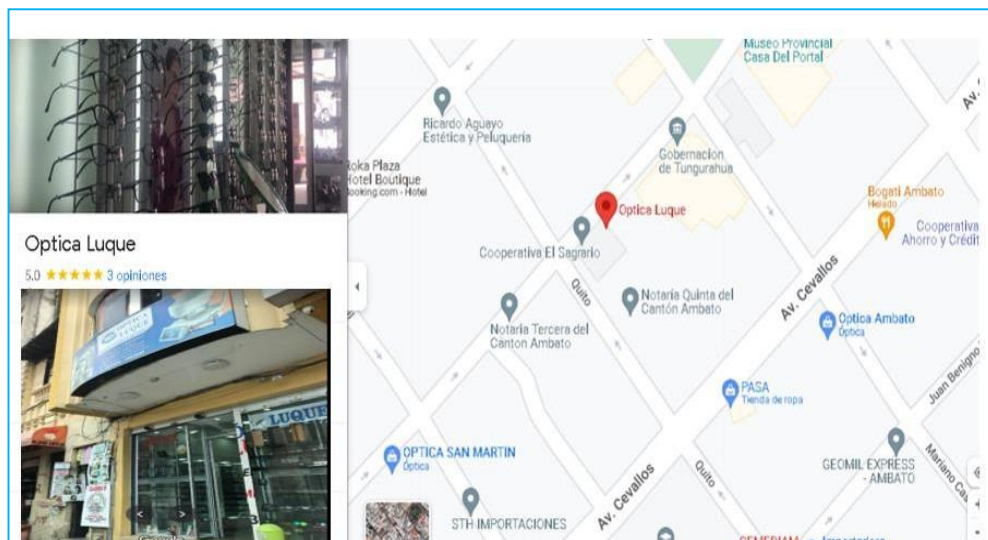 Optica Luque
5.0 ★★★★★ 3 opiniones
OPTICA
LUQUE
LUQUE
Museo Provincial
Casa Del Portal
Av.
Ricardo Aguayo
Estética y Peluquería
Roka Plaza
Hotel Boutique
Booking.com - Hotel
Gobernacion
de Tungurahua
Optica Luque
Bogati Ambato
Helado
Cooperativa
Ahorro y Crédit
Cooperativa El Sagrario
Av. Cevallos
Quito
Notaría Quinta del
Cantón Ambato
Notaria Tercera del
Canton Ambato
Optica Ambato
Óptica
Juan Benigno
PASA
Tienda de ropa
OPTICA SAN MARTIN
Óptica
Av. Cevallos
Quito
GEOMIL EXPRESS
- AMBATO
Mariano
STH IMPORTACIONES